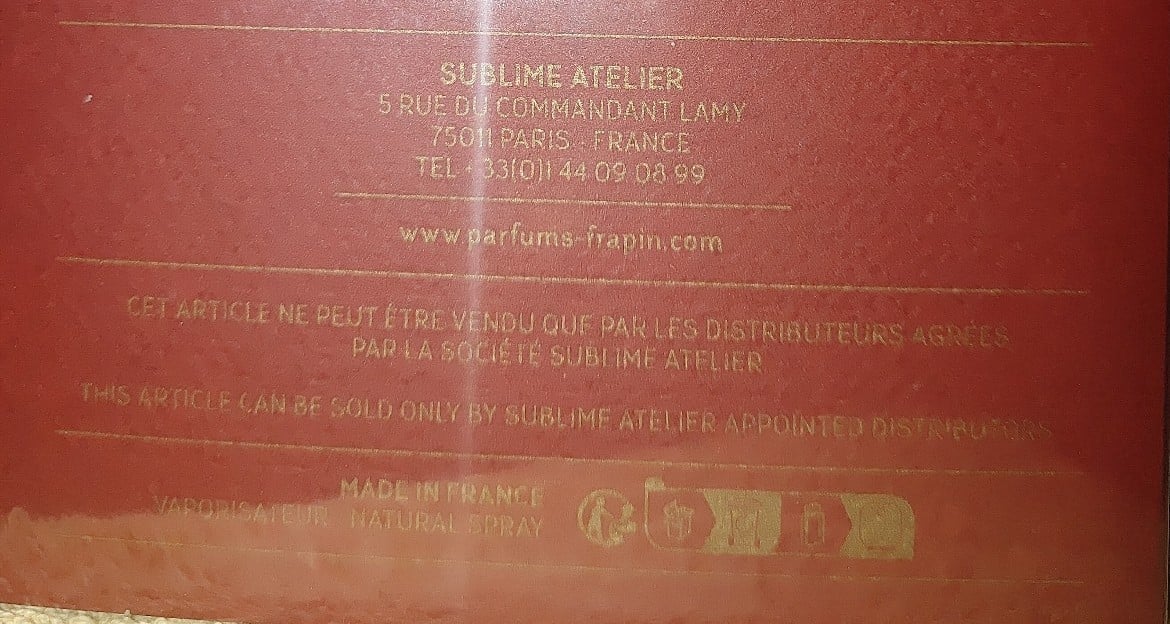 SUBLIME ATELIER
5 RUE DU COMMANDANT LAMY
75011 PARIS - FRANCE
TEL + 33(0)1 44 09 08 99
www.parfums-frapin.com
CET ARTICLE NE PEUT ÊTRE VENDU QUE PAR LES DISTRIBUTEURS AGRÉÉS
PAR LA SOCIÉTÉ SUBLIME ATELIER
THIS ARTICLE CAN BE SOLD ONLY BY SUBLIME ATELIER APPOINTED DISTRIBUTORS
MADE IN FRANCE
VAPORISATEUR NATURAL SPRAY